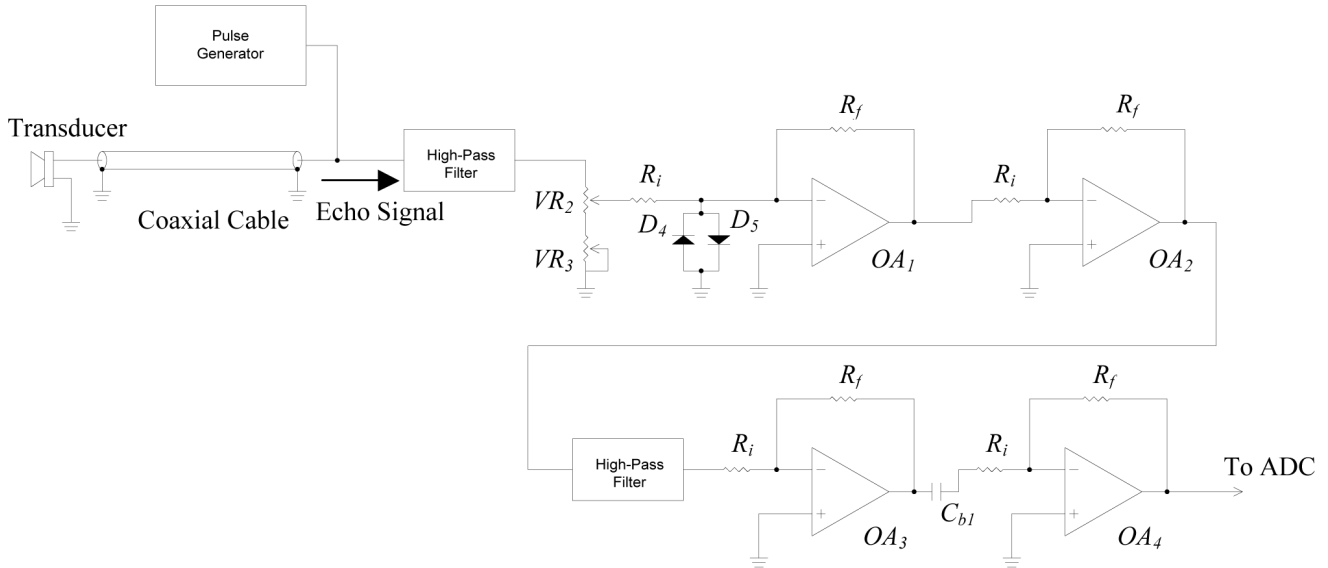 Pulse
Generator
Transducer
High-Pass
Filter
Coaxial Cable
Echo Signal
VR2
VR3
Ri
D4
D5
Rf
−
+
OA1
Ri
Rf
−
+
OA2
High-Pass
Filter
Ri
Rf
−
+
OA3
Cb1
Ri
Rf
−
+
OA4
To ADC